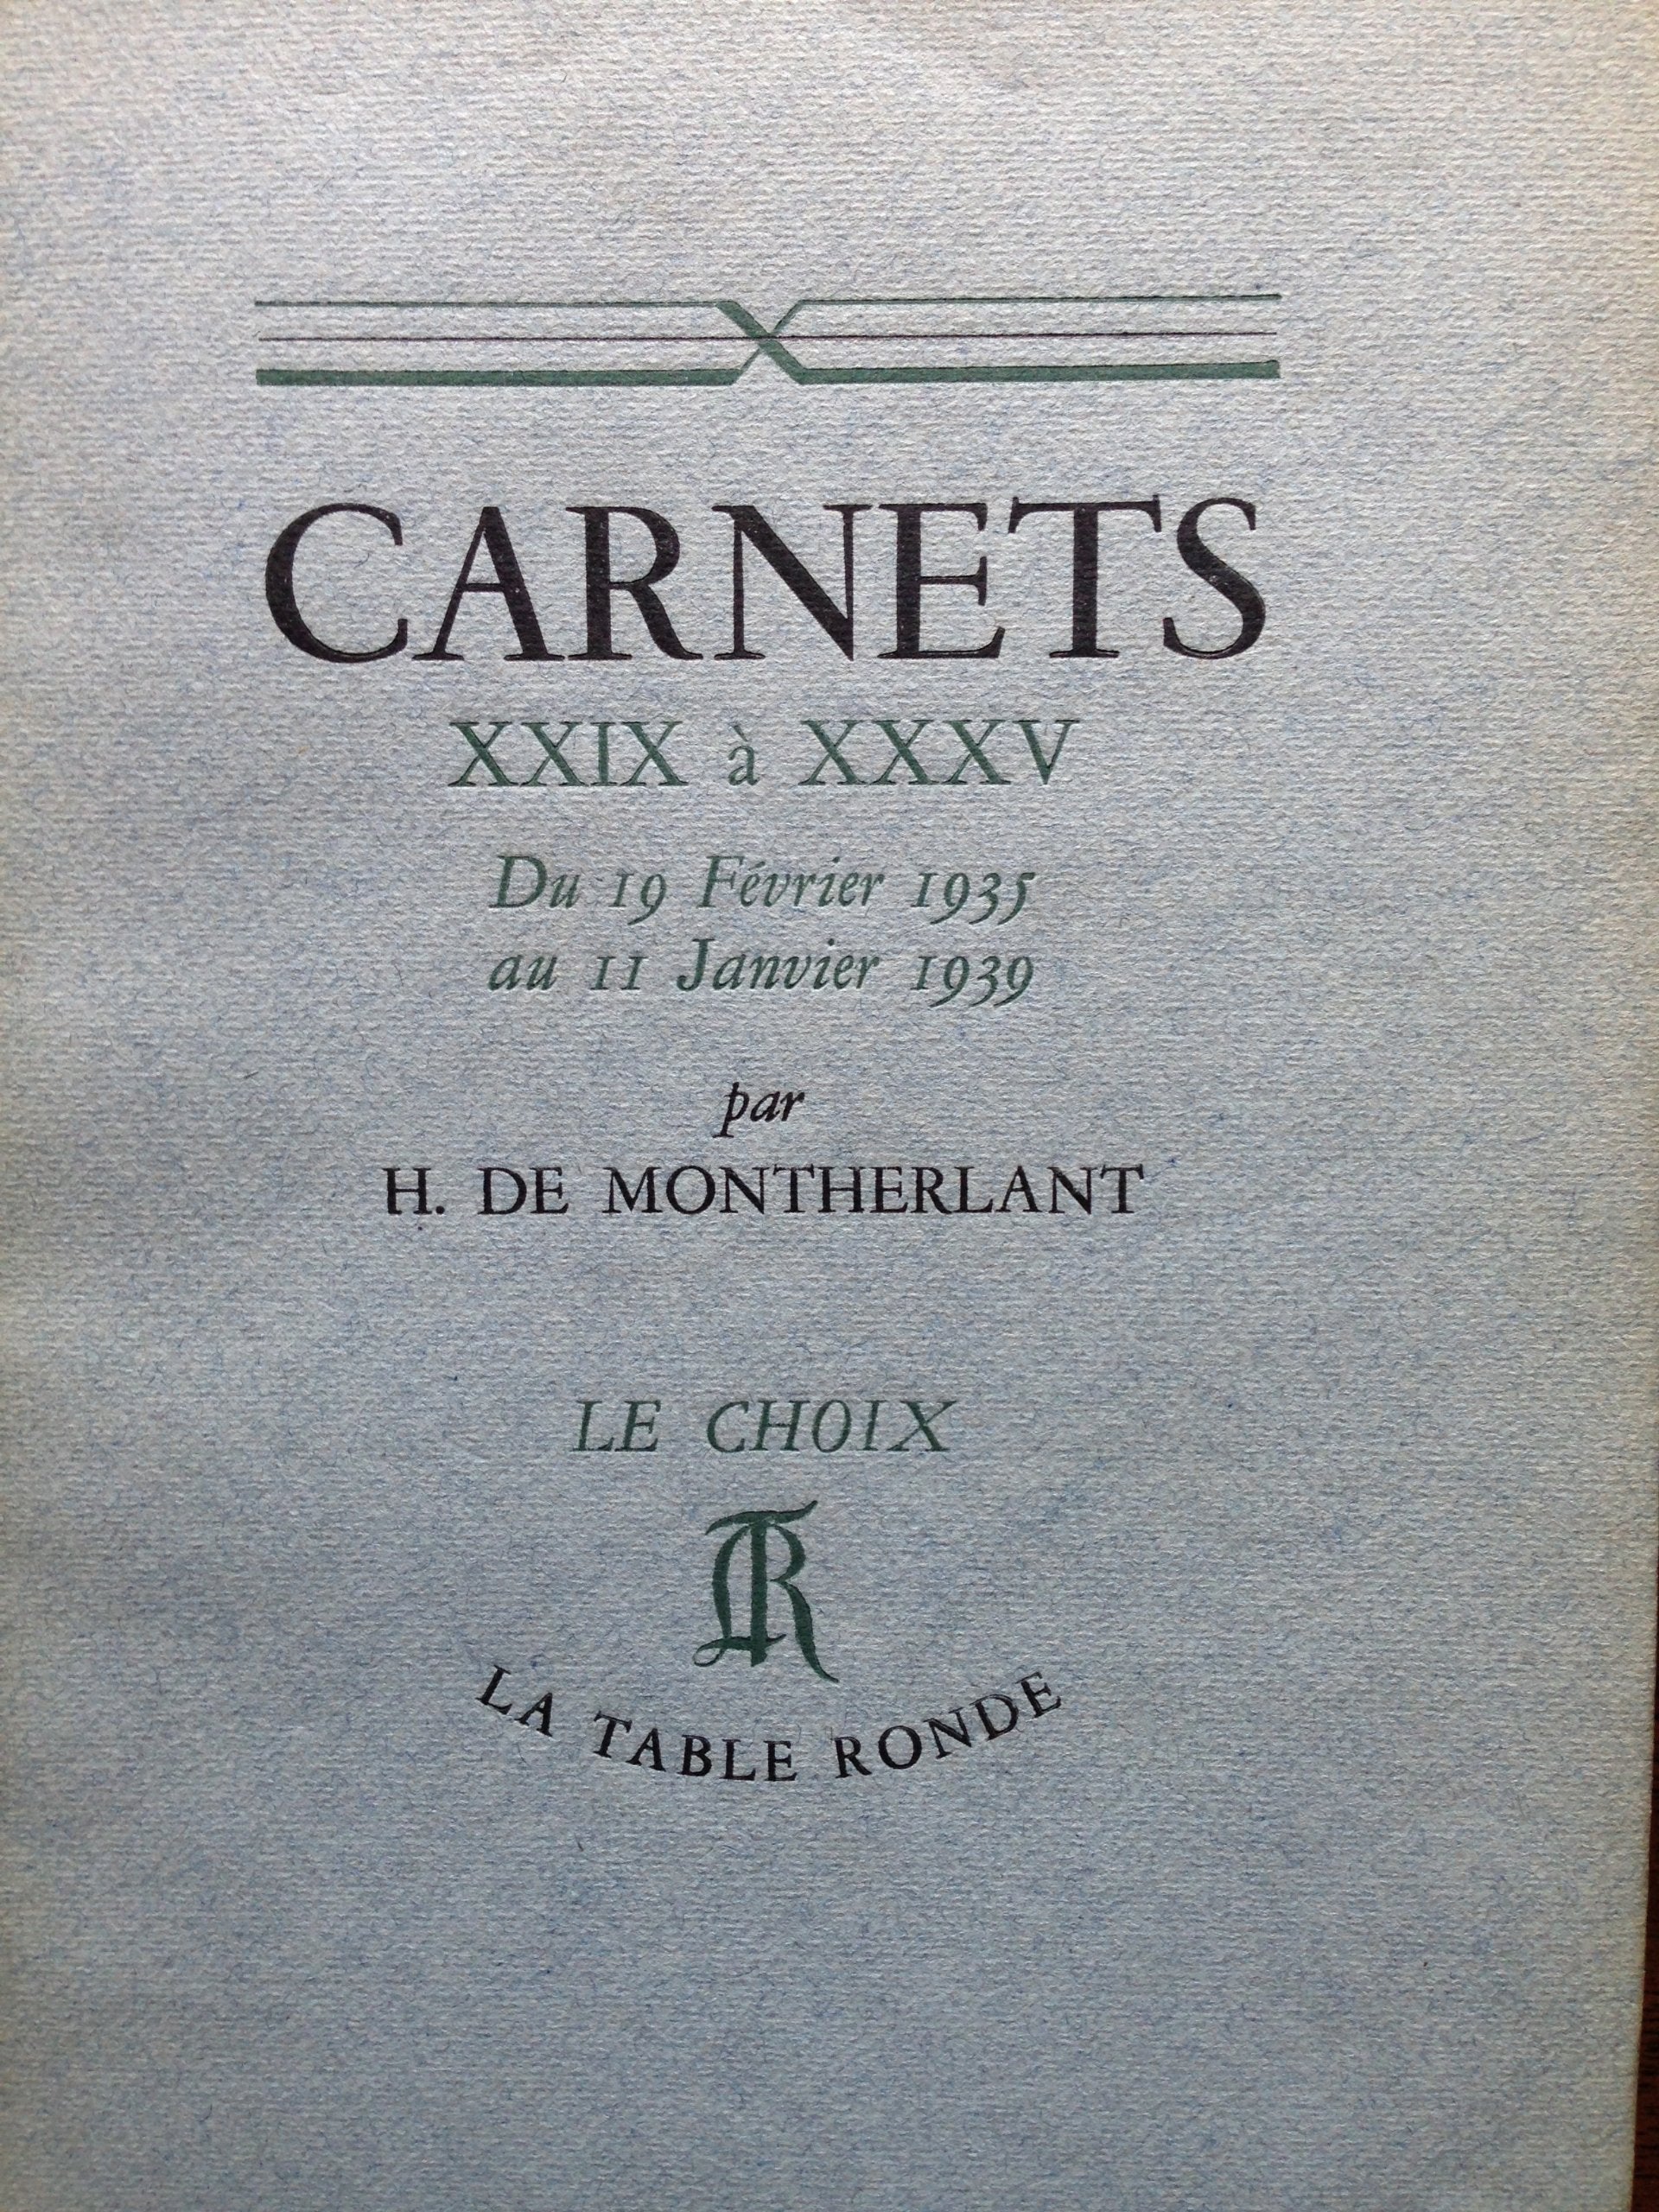 CARNETS
XXIX à XXXV
Du 19 Février 1935
au 11 Janvier 1939
par
H. DE MONTHERLANT
LE CHOIX
TR
LA TABLE RONDE